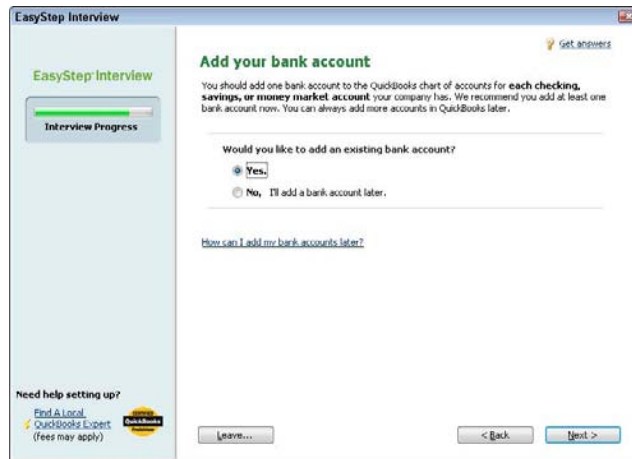 EasyStep Interview
Get answers
Add your bank account
EasyStep Interview
You should add one bank account to the QuickBooks chart of accounts for each checking,
savings, or money market account your company has. We recommend you add at least one
bank account now. You can always add more accounts in QuickBooks later.
Interview Progress
Would you like to add an existing bank account?
Yes.
No, I'll add a bank account later.
How can I add my bank accounts later?
Need help setting up?
Find A Local
QuickBooks Expert
(fees may apply)
CERTIFIED
QuickBooks
ProAdvisor
Leave...
< Back
Next >